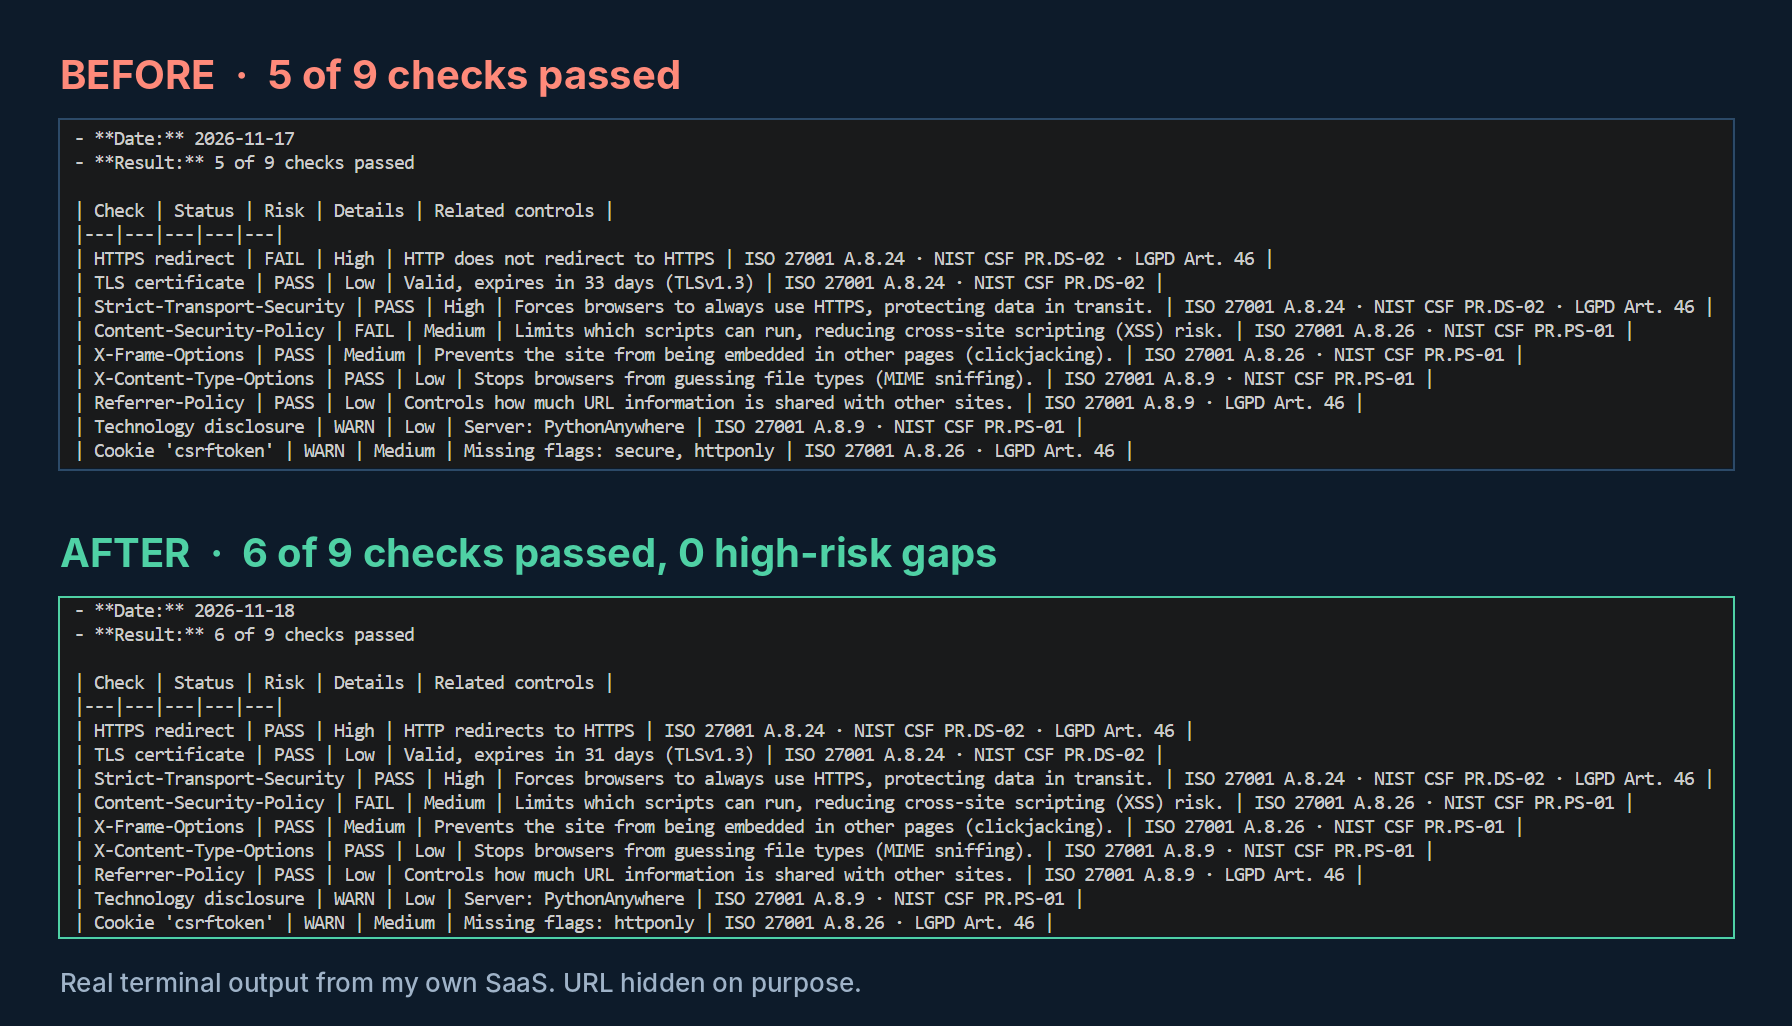 BEFORE · 5 of 9 checks passed
- **Date:** 2026-11-17
- **Result:** 5 of 9 checks passed
| Check | Status | Risk | Details | Related controls |
|---|---|---|---|---|
| HTTPS redirect | FAIL | High | HTTP does not redirect to HTTPS | ISO 27001 A.8.24 · NIST CSF PR.DS-02 · LGPD Art. 46 |
| TLS certificate | PASS | Low | Valid, expires in 33 days (TLSv1.3) | ISO 27001 A.8.24 · NIST CSF PR.DS-02 |
| Strict-Transport-Security | PASS | High | Forces browsers to always use HTTPS, protecting data in transit. | ISO 27001 A.8.24 · NIST CSF PR.DS-02 · LGPD Art. 46 |
| Content-Security-Policy | FAIL | Medium | Limits which scripts can run, reducing cross-site scripting (XSS) risk. | ISO 27001 A.8.26 · NIST CSF PR.PS-01 |
| X-Frame-Options | PASS | Medium | Prevents the site from being embedded in other pages (clickjacking). | ISO 27001 A.8.26 · NIST CSF PR.PS-01 |
| X-Content-Type-Options | PASS | Low | Stops browsers from guessing file types (MIME sniffing). | ISO 27001 A.8.9 · NIST CSF PR.PS-01 |
| Referrer-Policy | PASS | Low | Controls how much URL information is shared with other sites. | ISO 27001 A.8.9 · LGPD Art. 46 |
| Technology disclosure | WARN | Low | Server: PythonAnywhere | ISO 27001 A.8.9 · NIST CSF PR.PS-01 |
| Cookie 'csrftoken' | WARN | Medium | Missing flags: secure, httponly | ISO 27001 A.8.26 · LGPD Art. 46 |
AFTER · 6 of 9 checks passed, 0 high-risk gaps
- **Date:** 2026-11-18
- **Result:** 6 of 9 checks passed
| Check | Status | Risk | Details | Related controls |
|---|---|---|---|---|
| HTTPS redirect | PASS | High | HTTP redirects to HTTPS | ISO 27001 A.8.24 · NIST CSF PR.DS-02 · LGPD Art. 46 |
| TLS certificate | PASS | Low | Valid, expires in 31 days (TLSv1.3) | ISO 27001 A.8.24 · NIST CSF PR.DS-02 |
| Strict-Transport-Security | PASS | High | Forces browsers to always use HTTPS, protecting data in transit. | ISO 27001 A.8.24 · NIST CSF PR.DS-02 · LGPD Art. 46 |
| Content-Security-Policy | FAIL | Medium | Limits which scripts can run, reducing cross-site scripting (XSS) risk. | ISO 27001 A.8.26 · NIST CSF PR.PS-01 |
| X-Frame-Options | PASS | Medium | Prevents the site from being embedded in other pages (clickjacking). | ISO 27001 A.8.26 · NIST CSF PR.PS-01 |
| X-Content-Type-Options | PASS | Low | Stops browsers from guessing file types (MIME sniffing). | ISO 27001 A.8.9 · NIST CSF PR.PS-01 |
| Referrer-Policy | PASS | Low | Controls how much URL information is shared with other sites. | ISO 27001 A.8.9 · LGPD Art. 46 |
| Technology disclosure | WARN | Low | Server: PythonAnywhere | ISO 27001 A.8.9 · NIST CSF PR.PS-01 |
| Cookie 'csrftoken' | WARN | Medium | Missing flags: httponly | ISO 27001 A.8.26 · LGPD Art. 46 |
Real terminal output from my own SaaS. URL hidden on purpose.